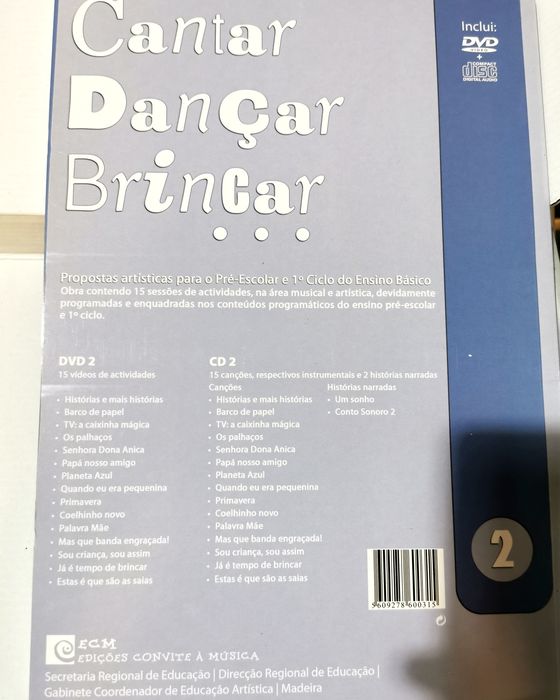 Cantar
Dançar
Brincar
...
Inclui:
DVD
VIDEO
+
COMPACT
disc
DIGITAL AUDIO
Propostas artísticas para o Pré-Escolar e 1º Ciclo do Ensino Básico
Obra contendo 15 sessões de actividades, na área musical e artística, devidamente
programadas e enquadradas nos conteúdos programáticos do ensino pré-escolar
e 1º ciclo.
DVD 2
15 vídeos de actividades
• Histórias e mais histórias
• Barco de papel
• TV: a caixinha mágica
• Os palhaços
• Senhora Dona Anica
• Papá nosso amigo
• Planeta Azul
• Quando eu era pequenina
• Primavera
• Coelhinho novo
• Palavra Mãe
• Mas que banda engraçada!
• Sou criança, sou assim
• Já é tempo de brincar
• Estas é que são as saias
CD 2
15 canções, respectivos instrumentais e 2 histórias narradas
Canções
• Histórias e mais histórias
• Barco de papel
• TV: a caixinha mágica
• Os palhaços
• Senhora Dona Anica
• Papá nosso amigo
• Planeta Azul
• Quando eu era pequenina
• Primavera
• Coelhinho novo
• Palavra Mãe
• Mas que banda engraçada!
• Sou criança, sou assim
• Já é tempo de brincar
• Estas é que são as saias
Histórias narradas
• Um sonho
• Conto Sonoro 2
2
5609278600315
ECM
EDIÇÕES CONVITE À MÚSICA
Secretaria Regional de Educação | Direcção Regional de Educação |
Gabinete Coordenador de Educação Artística | Madeira